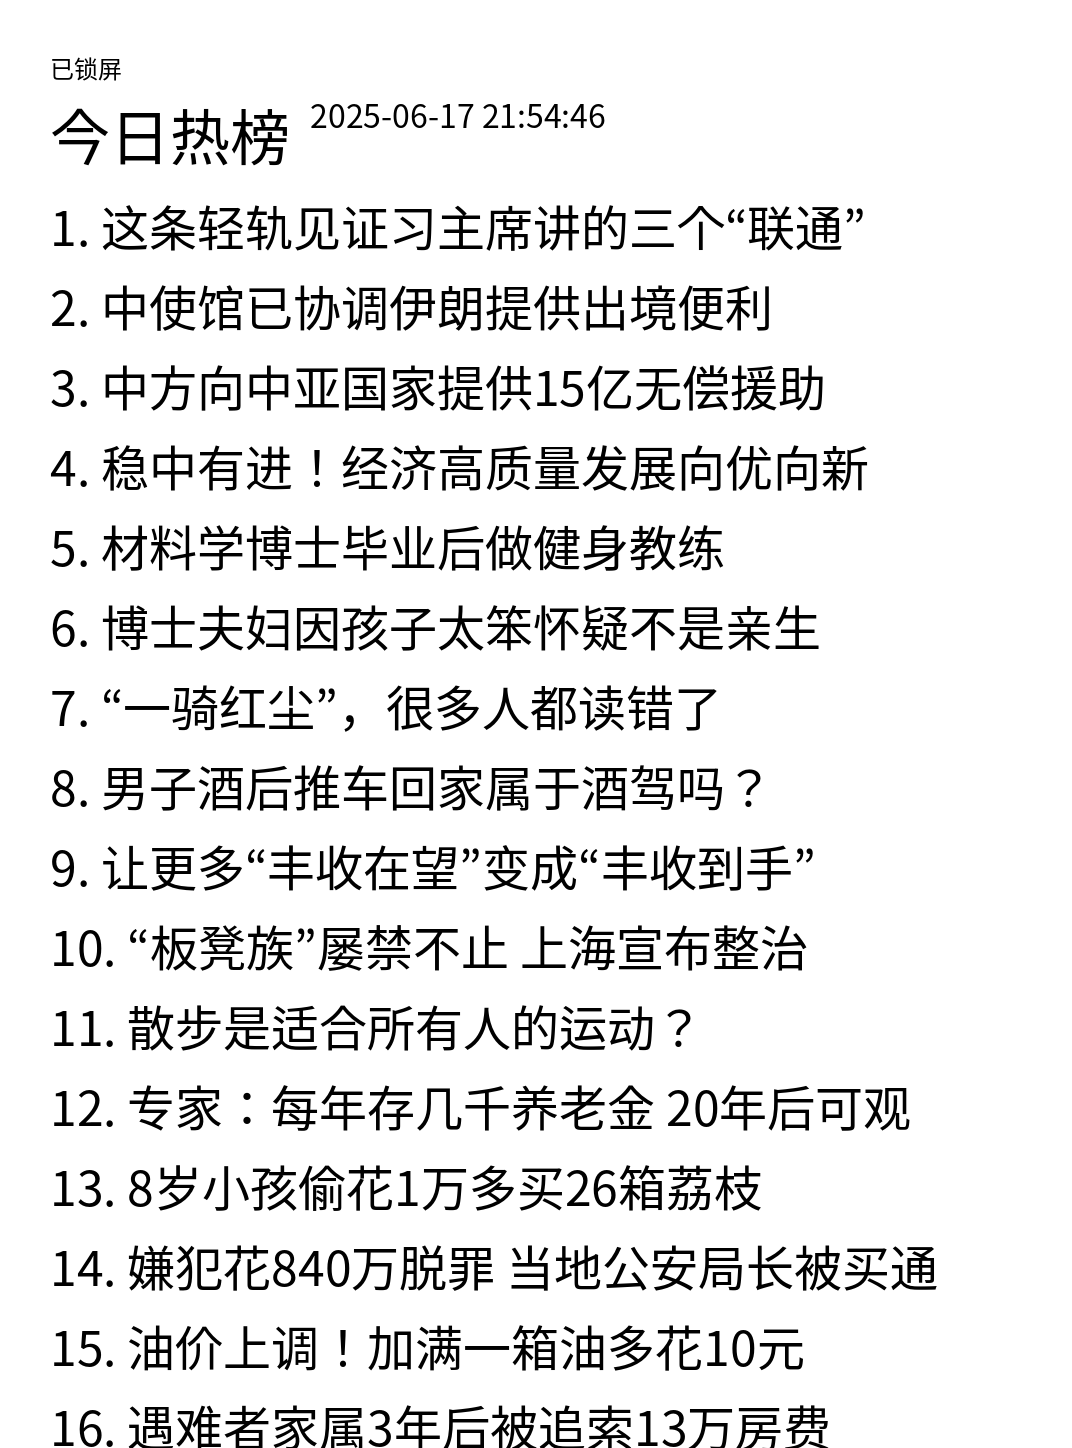 已锁屏
今日热榜 2025-06-17 21:54:46
1. 这条轻轨见证习主席讲的三个“联通”
2. 中使馆已协调伊朗提供出境便利
3. 中方向中亚国家提供15亿无偿援助
4. 稳中有进！经济高质量发展向优向新
5. 材料学博士毕业后做健身教练
6. 博士夫妇因孩子太笨怀疑不是亲生
7. “一骑红尘”，很多人都读错了
8. 男子酒后推车回家属于酒驾吗？
9. 让更多“丰收在望”变成“丰收到手”
10. “板凳族”屡禁不止 上海宣布整治
11. 散步是适合所有人的运动？
12. 专家：每年存几千养老金 20年后可观
13. 8岁小孩偷花1万多买26箱荔枝
14. 嫌犯花840万脱罪 当地公安局长被买通
15. 油价上调！加满一箱油多花10元
16. 遇难者家属3年后被追索13万房费